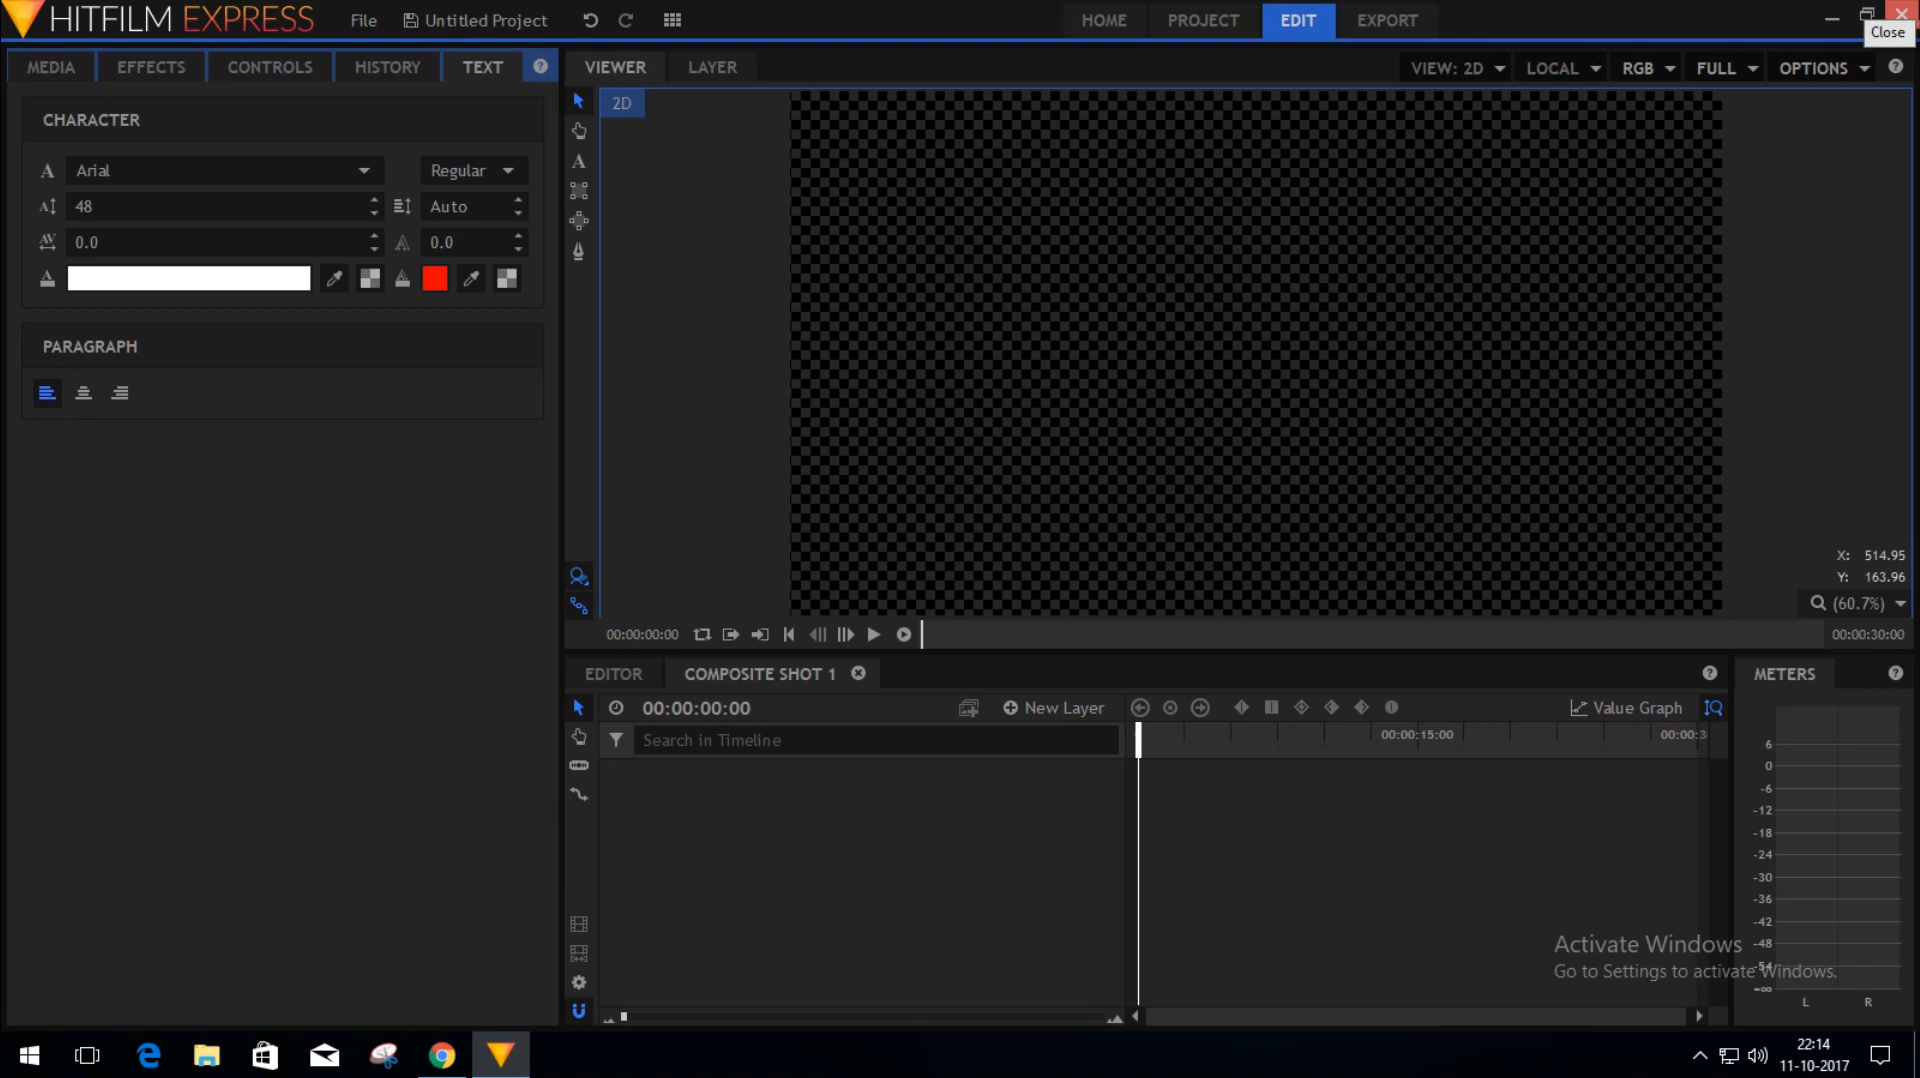 HITFILM EXPRESS File Untitled Project HOME PROJECT EDIT EXPORT
Close
MEDIA EFFECTS CONTROLS HISTORY TEXT ? VIEWER LAYER VIEW: 2D LOCAL RGB FULL OPTIONS ?
2D
CHARACTER
A Arial Regular
48 Auto
0.0 0.0
PARAGRAPH
X: 514.95
Y: 163.96
(60.7%)
00:00:00:00 00:00:30:00
EDITOR COMPOSITE SHOT 1 ? METERS ?
00:00:00:00 New Layer Value Graph
Search in Timeline 00:00:15:00 00:00:3
6
0
-6
-12
-18
-24
-30
-36
-42
-48
-54
-∞
L R
Activate Windows
Go to Settings to activate Windows.
22:14
11-10-2017